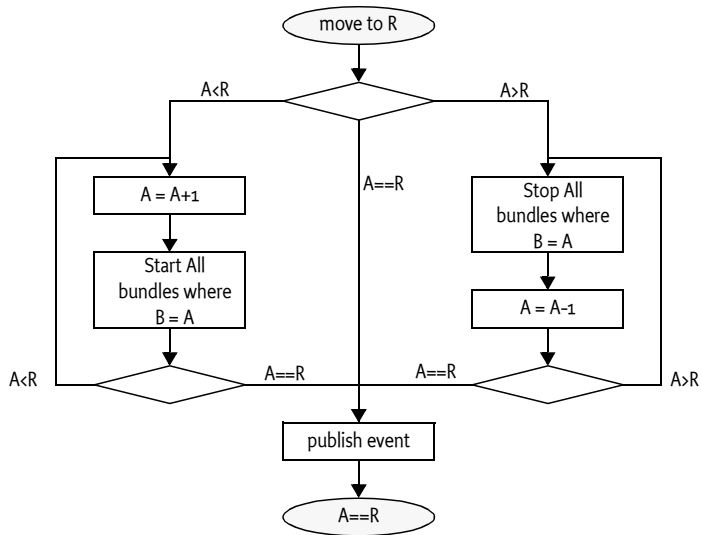 move to R
A<R
A>R
A==R
A = A+1
Stop All
bundles where
B = A
Start All
bundles where
B = A
A = A-1
A<R
A==R
A==R
A>R
publish event
A==R